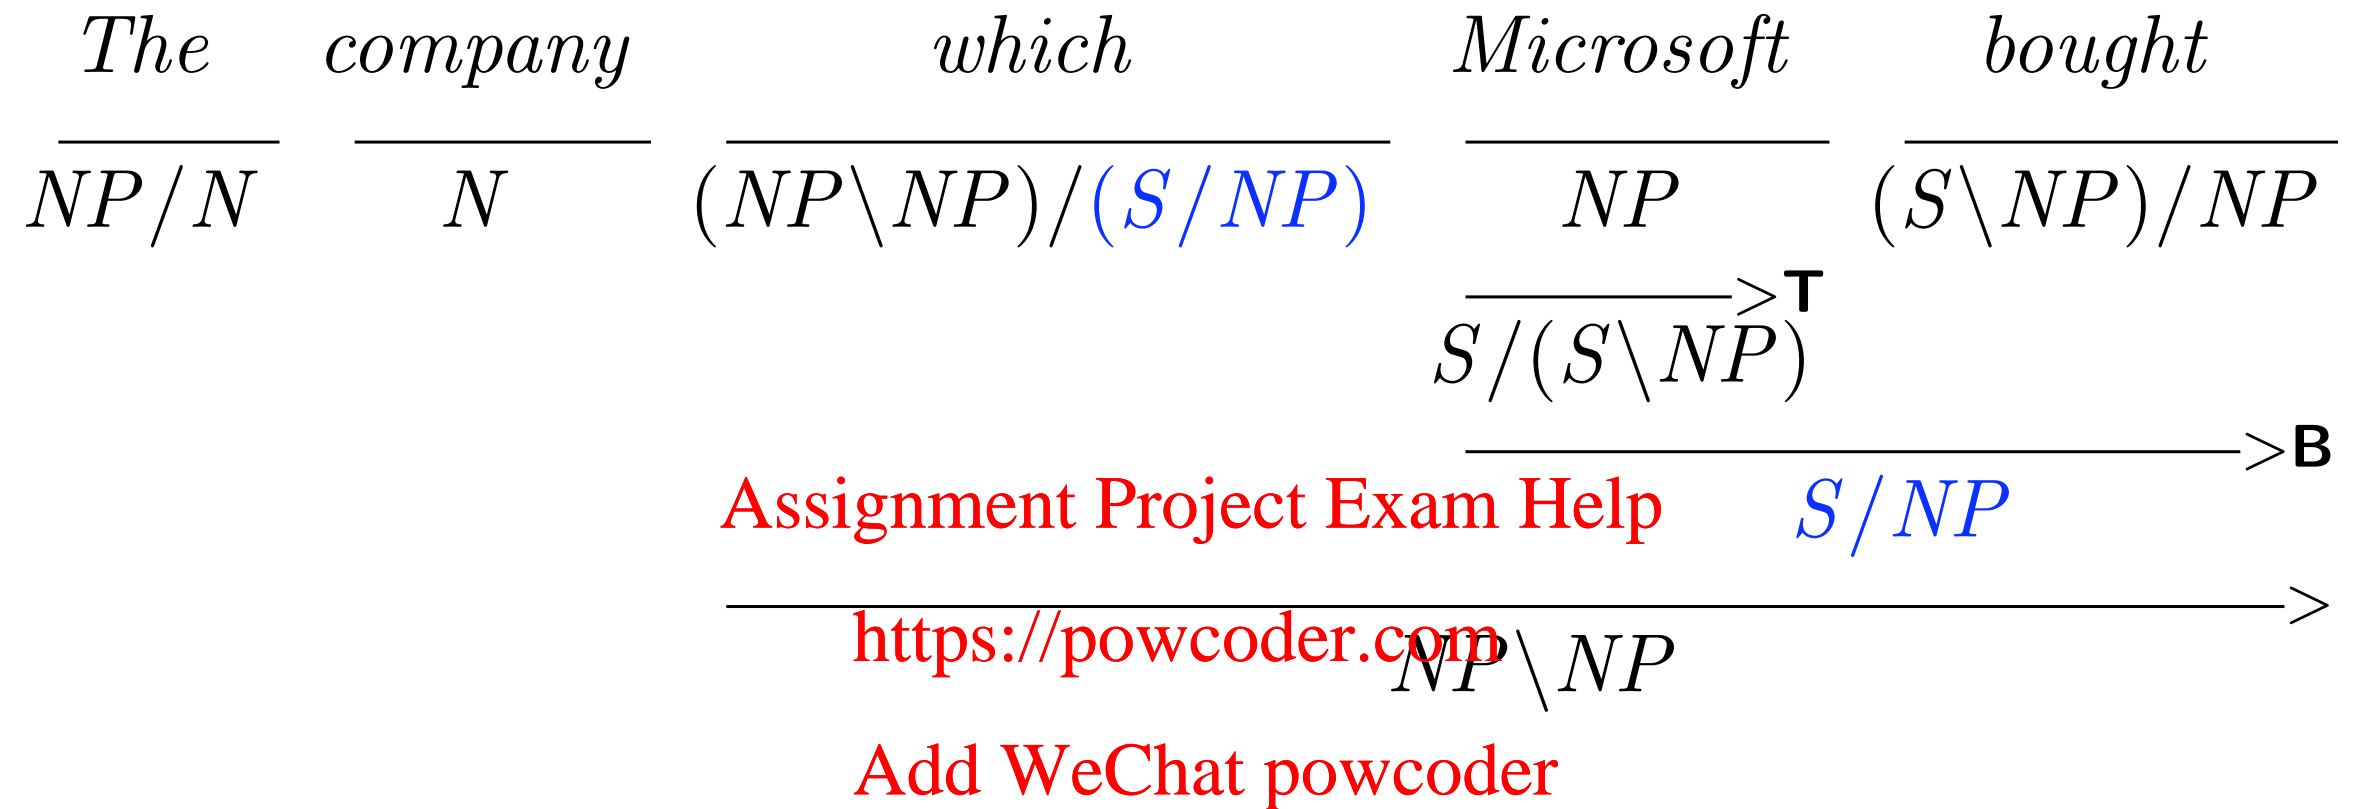 The company which Microsoft bought
NP/N N (NP\NP)/(S/NP) NP (S\NP)/NP
>T
S/(S\NP)
>B
Assignment Project Exam Help S/NP
>
https://powcoder.com
NP\NP
Add WeChat powcoder